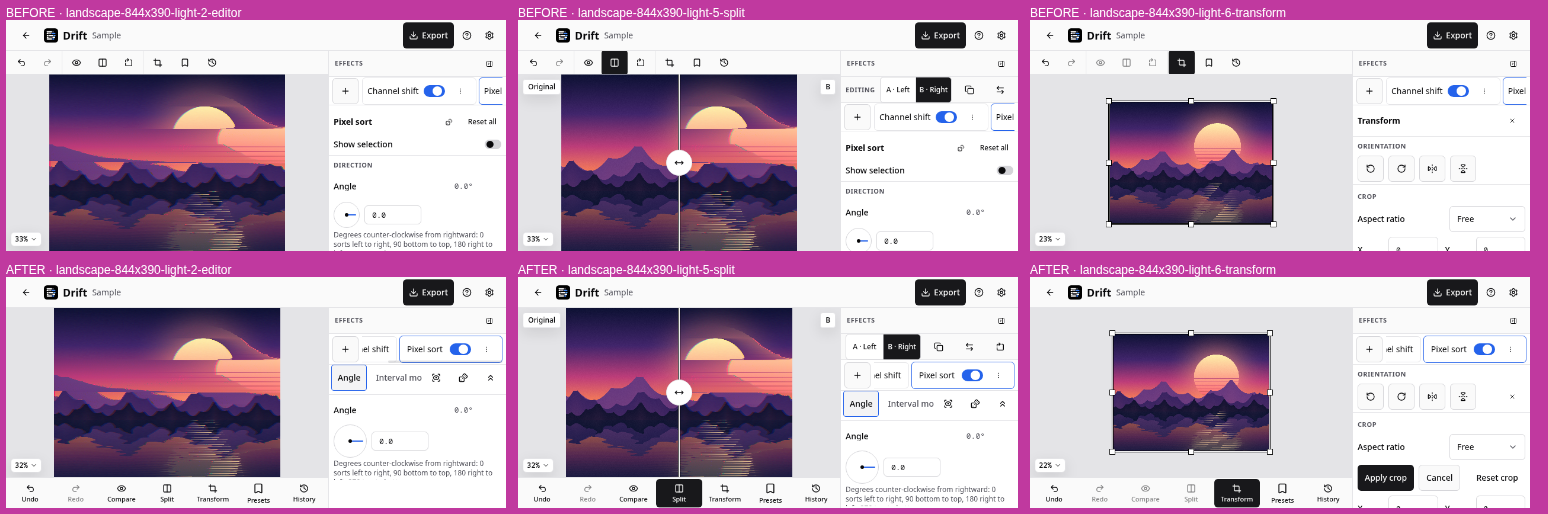 BEFORE · landscape-844x390-light-2-editor
Drift Sample Export
EFFECTS
Channel shift Pixel
Pixel sort Reset all
Show selection
DIRECTION
Angle 0.0°
0.0
Degrees counter-clockwise from rightward: 0
sorts left to right, 90 bottom to top, 180 right to
33%
BEFORE · landscape-844x390-light-5-split
Drift Sample Export
EFFECTS
Original B
EDITING A · Left B · Right
Channel shift Pixel
Pixel sort Reset all
Show selection
DIRECTION
Angle 0.0°
0.0
33%
BEFORE · landscape-844x390-light-6-transform
Drift Sample Export
EFFECTS
Channel shift Pixel
Transform
ORIENTATION
CROP
Aspect ratio Free
23%
AFTER · landscape-844x390-light-2-editor
Drift Sample Export
EFFECTS
el shift Pixel sort
Angle Interval mo
Angle 0.0°
0.0
Degrees counter-clockwise from rightward: 0
sorts left to right, 90 bottom to top, 180 right to
32%
Undo Redo Compare Split Transform Presets History
AFTER · landscape-844x390-light-5-split
Drift Sample Export
EFFECTS
Original B
A · Left B · Right
el shift Pixel sort
Angle Interval mo
Angle 0.0°
0.0
Degrees counter-clockwise from rightward: 0
sorts left to right, 90 bottom to top, 180 right to
32%
Undo Redo Compare Split Transform Presets History
AFTER · landscape-844x390-light-6-transform
Drift Sample Export
EFFECTS
el shift Pixel sort
ORIENTATION
CROP
Aspect ratio Free
Apply crop Cancel Reset crop
22%
Undo Redo Compare Split Transform Presets History